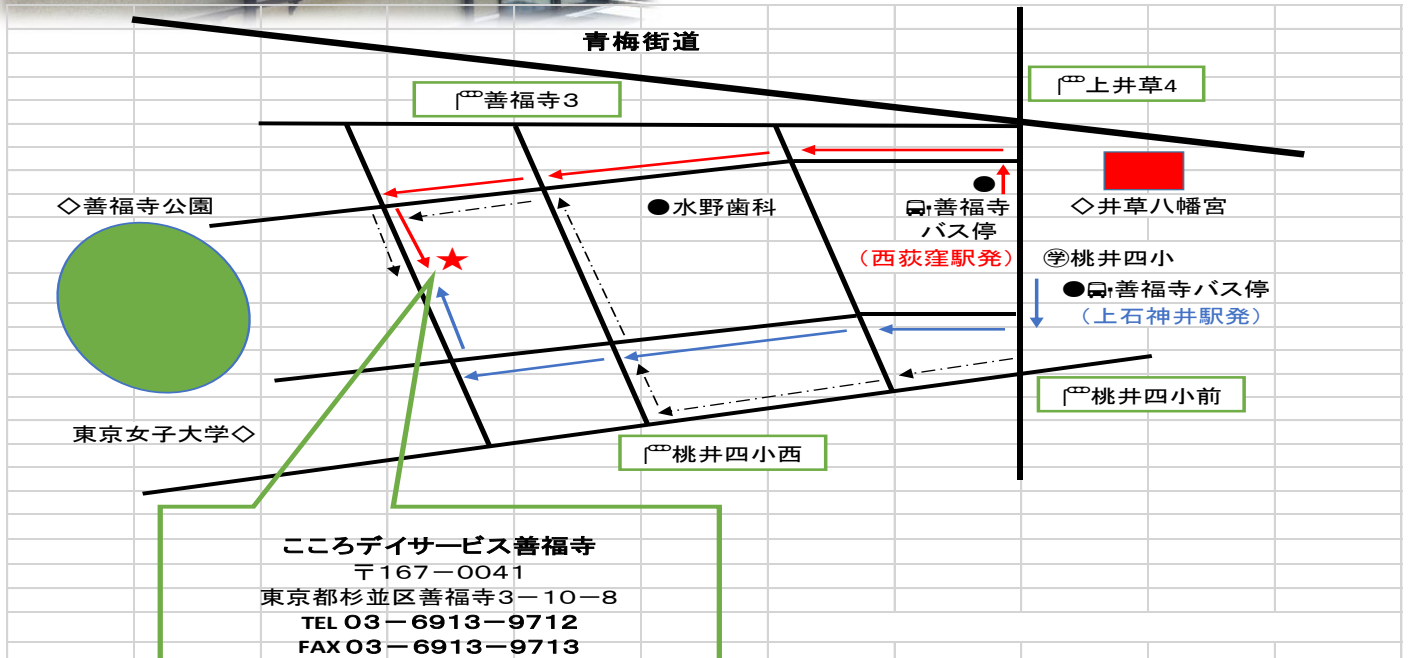 青梅街道
善福寺3
上井草4
◇善福寺公園
●水野歯科
善福寺
バス停
（西荻窪駅発）
◇井草八幡宮
㊫桃井四小
●善福寺バス停
（上石神井駅発）
桃井四小前
東京女子大学◇
桃井四小西
こころデイサービス善福寺
〒167－0041
東京都杉並区善福寺3－10－8
TEL 03－6913－9712
FAX 03－6913－9713